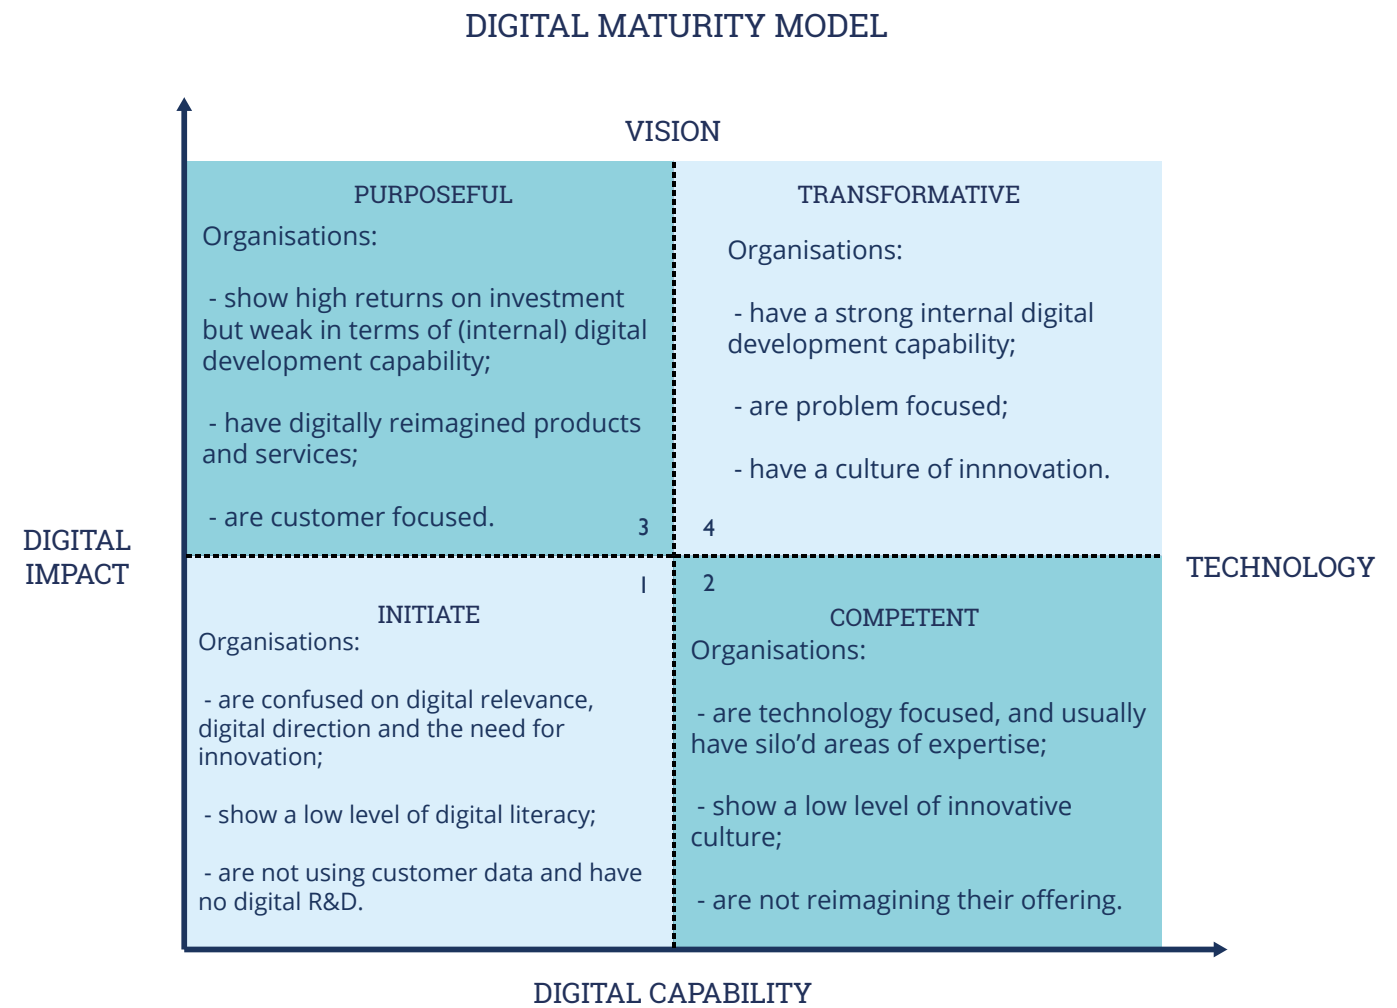 DIGITAL MATURITY MODEL
VISION
PURPOSEFUL
Organisations:
- show high returns on investment
but weak in terms of (internal) digital
development capability;
- have digitally reimagined products
and services;
- are customer focused.
3
TRANSFORMATIVE
Organisations:
- have a strong internal digital
development capability;
- are problem focused;
- have a culture of innnovation.
4
DIGITAL
IMPACT
TECHNOLOGY
1
INITIATE
Organisations:
- are confused on digital relevance,
digital direction and the need for
innovation;
- show a low level of digital literacy;
- are not using customer data and have
no digital R&D.
2
COMPETENT
Organisations:
- are technology focused, and usually
have silo’d areas of expertise;
- show a low level of innovative
culture;
- are not reimagining their offering.
DIGITAL CAPABILITY